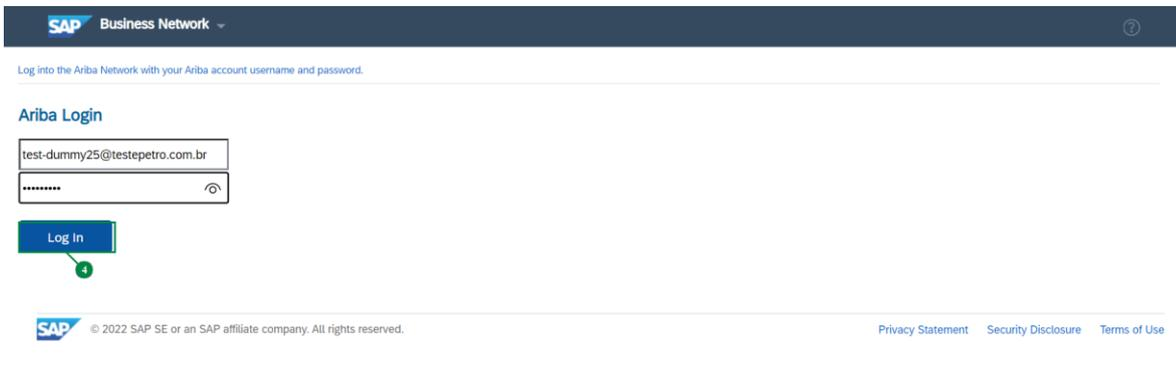 SAP Business Network
Log into the Ariba Network with your Ariba account username and password.
Ariba Login
test-dummy25@testepetro.com.br
•••••••••
Log In
4
SAP © 2022 SAP SE or an SAP affiliate company. All rights reserved. Privacy Statement Security Disclosure Terms of Use